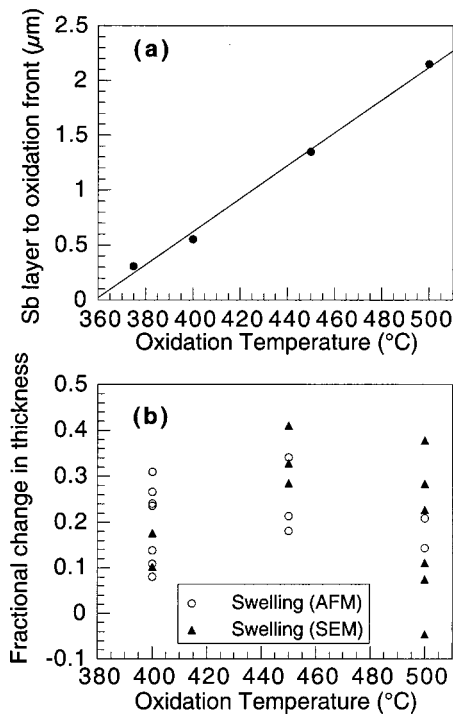 (a)
Sb layer to oxidation front (μm)
2.5
2
1.5
1
0.5
0
360 380 400 420 440 460 480 500
Oxidation Temperature (°C)
(b)
Fractional change in thickness
0.5
0.4
0.3
0.2
0.1
0
-0.1
Swelling (AFM)
Swelling (SEM)
380 400 420 440 460 480 500
Oxidation Temperature (°C)